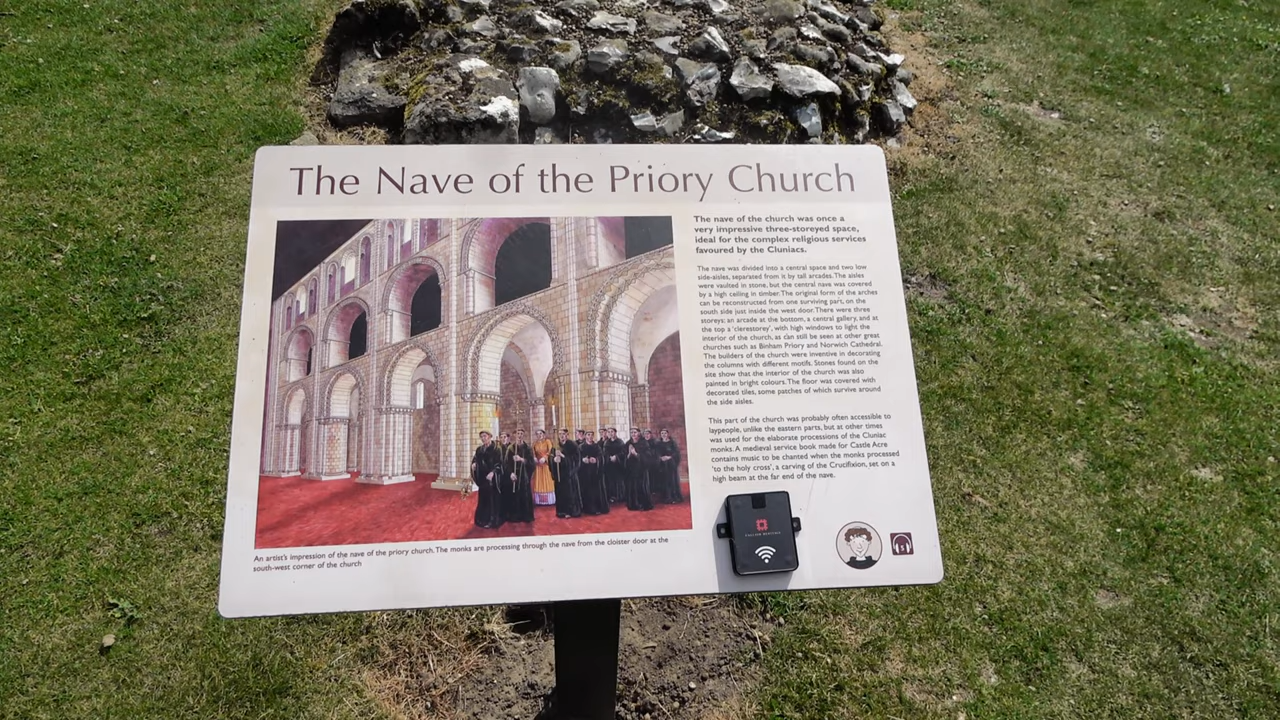 The Nave of the Priory Church
The nave of the church was once a
very impressive three-storeyed space,
ideal for the complex religious services
favoured by the Cluniacs.
The nave was divided into a central space and two low
side-aisles, separated from it by tall arcades. The aisles
were vaulted in stone, but the central nave was covered
by a high ceiling in timber. The original form of the arches
can be reconstructed from one surviving part, on the
south side just inside the west door. There were three
storeys: an arcade at the bottom, a central gallery, and at
the top a 'clerestorey', with high windows to light the
interior of the church, as can still be seen at other great
churches such as Binham Priory and Norwich Cathedral.
The builders of the church were inventive in decorating
the columns with different motifs. Stones found on the
site show that the interior of the church was also
painted in bright colours. The floor was covered with
decorated tiles, some patches of which survive around
the side aisles.
This part of the church was probably often accessible to
laypeople, unlike the eastern parts, but at other times
was used for the elaborate processions of the Cluniac
monks. A medieval service book made for Castle Acre
contains music to be chanted when the monks processed
'to the holy cross', a carving of the Crucifixion, set on a
high beam at the far end of the nave.
An artist's impression of the nave of the priory church. The monks are processing through the nave from the cloister door at the
south-west corner of the church
ENGLISH HERITAGE
5